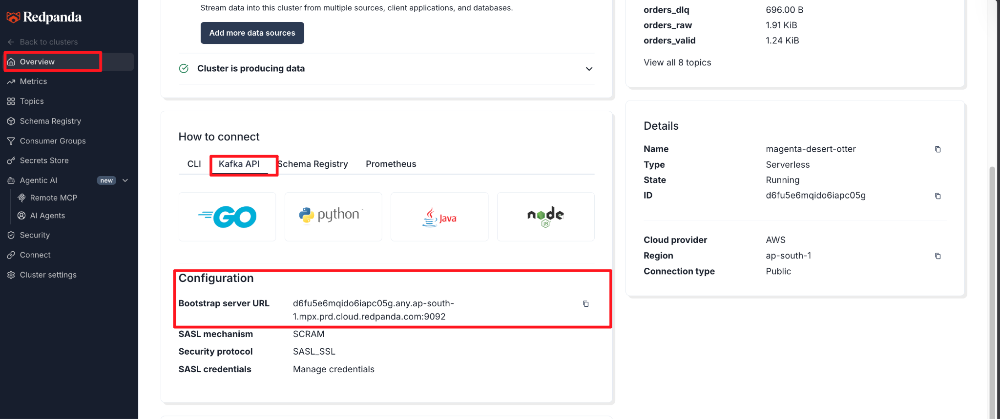 Redpanda
Back to clusters
Overview
Metrics
Topics
Schema Registry
Consumer Groups
Secrets Store
Agentic AI new
Remote MCP
AI Agents
Security
Connect
Cluster settings
Stream data into this cluster from multiple sources, client applications, and databases.
Add more data sources
Cluster is producing data
How to connect
CLI Kafka API Schema Registry Prometheus
GO python™ Java node JS
Configuration
Bootstrap server URL d6fu5e6mqido6iapc05g.any.ap-south-
1.mpx.prd.cloud.redpanda.com:9092
SASL mechanism SCRAM
Security protocol SASL_SSL
SASL credentials Manage credentials
orders_dlq 696.00 B
orders_raw 1.91 KiB
orders_valid 1.24 KiB
View all 8 topics
Details
Name magenta-desert-otter
Type Serverless
State Running
ID d6fu5e6mqido6iapc05g
Cloud provider AWS
Region ap-south-1
Connection type Public